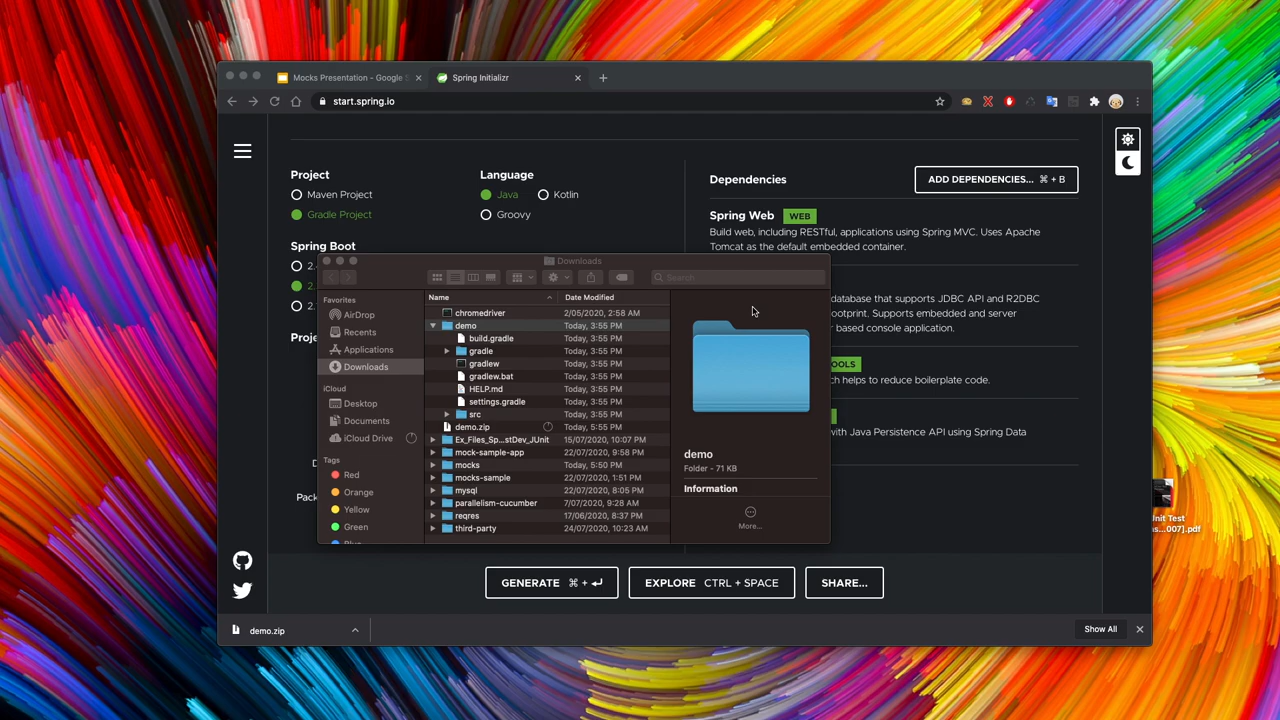 Mocks Presentation - Google S
Spring Initializr
start.spring.io
Project
Maven Project
Gradle Project
Language
Java
Kotlin
Groovy
Spring Boot
2.
2.
2.
Proje
D
Pack
Dependencies
ADD DEPENDENCIES... ⌘ + B
Spring Web WEB
Build web, including RESTful, applications using Spring MVC. Uses Apache
Tomcat as the default embedded container.
database that supports JDBC API and R2DBC
ootprint. Supports embedded and server
based console application.
OOLS
ch helps to reduce boilerplate code.
with Java Persistence API using Spring Data
Downloads
Search
Favorites
AirDrop
Recents
Applications
Downloads
iCloud
Desktop
Documents
iCloud Drive
Tags
Red
Orange
Yellow
Green
Name Date Modified
chromedriver 2/05/2020, 2:58 AM
demo Today, 3:55 PM
build.gradle Today, 3:55 PM
gradle Today, 3:55 PM
gradlew Today, 3:55 PM
gradlew.bat Today, 3:55 PM
HELP.md Today, 3:55 PM
settings.gradle Today, 3:55 PM
src Today, 3:55 PM
demo.zip Today, 5:55 PM
Ex_Files_Sp...stDev_JUnit 15/07/2020, 10:07 PM
mock-sample-app 22/07/2020, 9:58 PM
mocks Today, 5:50 PM
mocks-sample 22/07/2020, 1:51 PM
mysql 22/07/2020, 8:05 PM
parallelism-cucumber 7/07/2020, 9:28 AM
reqres 17/06/2020, 8:37 PM
third-party 24/07/2020, 10:23 AM
demo
Folder - 71 KB
Information
More...
GENERATE ⌘ + ↵
EXPLORE CTRL + SPACE
SHARE...
demo.zip
Show All
Unit Test
s...007].pdf